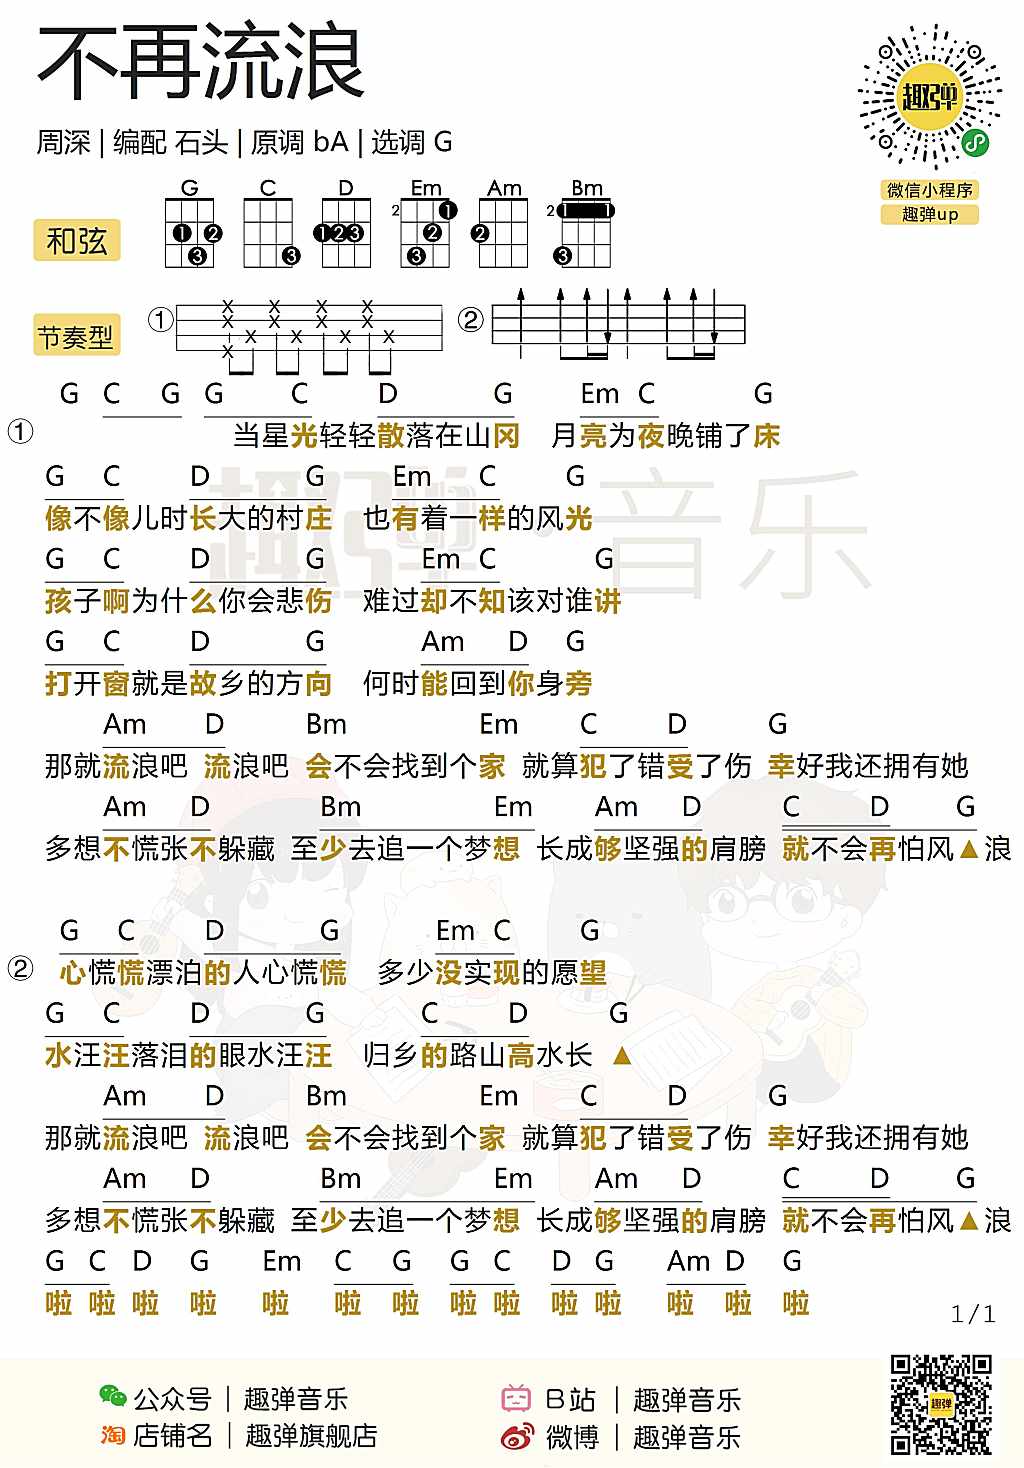 不再流浪
趣弹
周深 | 编配 石头 | 原调 bA | 选调 G
微信小程序
趣弹up
G C D Em Am Bm
和弦
1 2 3 3 1 2 3 2 1 2 3 2 2 1 1 3
节奏型 ① ②
G C G G C D G Em C G
① 当星光轻轻散落在山冈 月亮为夜晚铺了床
G C D G Em C G
像不像儿时长大的村庄 也有着一样的风光
趣弹·音乐
G C D G Em C G
孩子啊为什么你会悲伤 难过却不知该对谁讲
G C D G Am D G
打开窗就是故乡的方向 何时能回到你身旁
Am D Bm Em C D G
那就流浪吧 流浪吧 会不会找到个家 就算犯了错受了伤 幸好我还拥有她
Am D Bm Em Am D C D G
多想不慌张不躲藏 至少去追一个梦想 长成够坚强的肩膀 就不会再怕风▲浪
G C D G Em C G
② 心慌慌漂泊的人心慌慌 多少没实现的愿望
G C D G C D G
水汪汪落泪的眼水汪汪 归乡的路山高水长 ▲
Am D Bm Em C D G
那就流浪吧 流浪吧 会不会找到个家 就算犯了错受了伤 幸好我还拥有她
Am D Bm Em Am D C D G
多想不慌张不躲藏 至少去追一个梦想 长成够坚强的肩膀 就不会再怕风▲浪
G C D G Em C G G C D G Am D G
啦 啦 啦 啦 啦 啦 啦 啦 啦 啦 啦 啦 啦 啦
1/1
公众号 | 趣弹音乐
B站 | 趣弹音乐
趣弹
淘 店铺名 | 趣弹旗舰店
微博 | 趣弹音乐